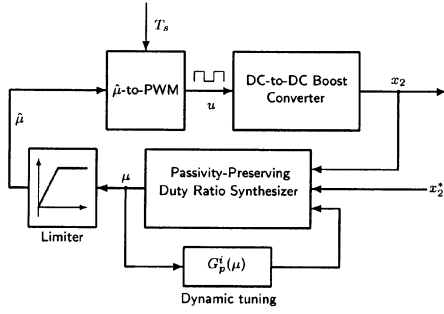 T_s
μ̂-to-PWM
u
DC-to-DC Boost
Converter
x_2
μ̂
μ
Passivity-Preserving
Duty Ratio Synthesizer
x_2^*
Limiter
G_p^i(μ)
Dynamic tuning